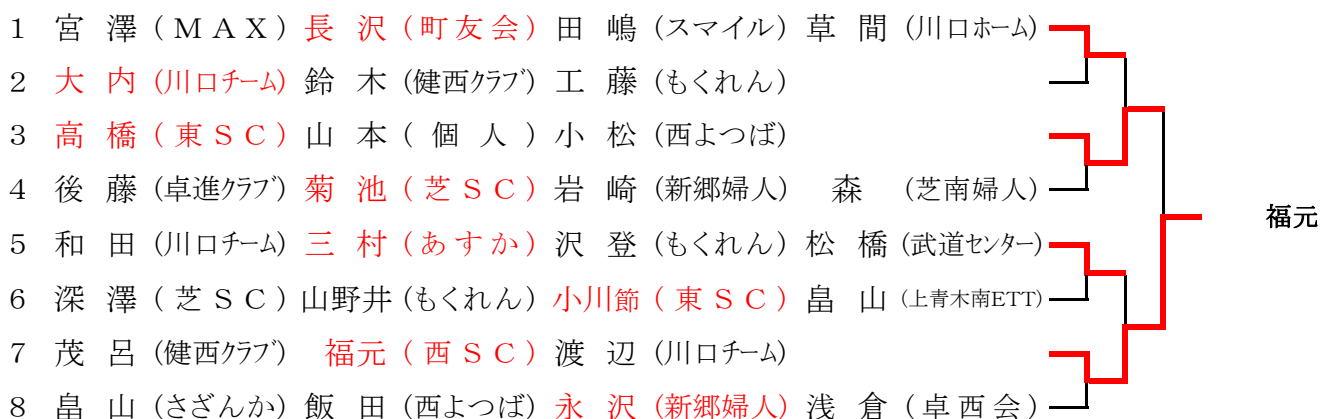 1 宮 澤 (ＭＡＸ) 長 沢 (町友会) 田 嶋 (スマイル) 草 間 (川口ホーム)
2 大 内 (川口チーム) 鈴 木 (健西クラブ) 工 藤 (もくれん)
3 高 橋 (東ＳＣ) 山 本 (個 人) 小 松 (西よつば)
4 後 藤 (卓進クラブ) 菊 池 (芝ＳＣ) 岩 崎 (新郷婦人) 森 (芝南婦人)
福元
5 和 田 (川口チーム) 三 村 (あすか) 沢 登 (もくれん) 松 橋 (武道センター)
6 深 澤 (芝ＳＣ) 山野井 (もくれん) 小川節 (東ＳＣ) 畠 山 (上青木南ETT)
7 茂 呂 (健西クラブ) 福元 (西ＳＣ) 渡 辺 (川口チーム)
8 畠 山 (さざんか) 飯 田 (西よつば) 永 沢 (新郷婦人) 浅 倉 (卓西会)